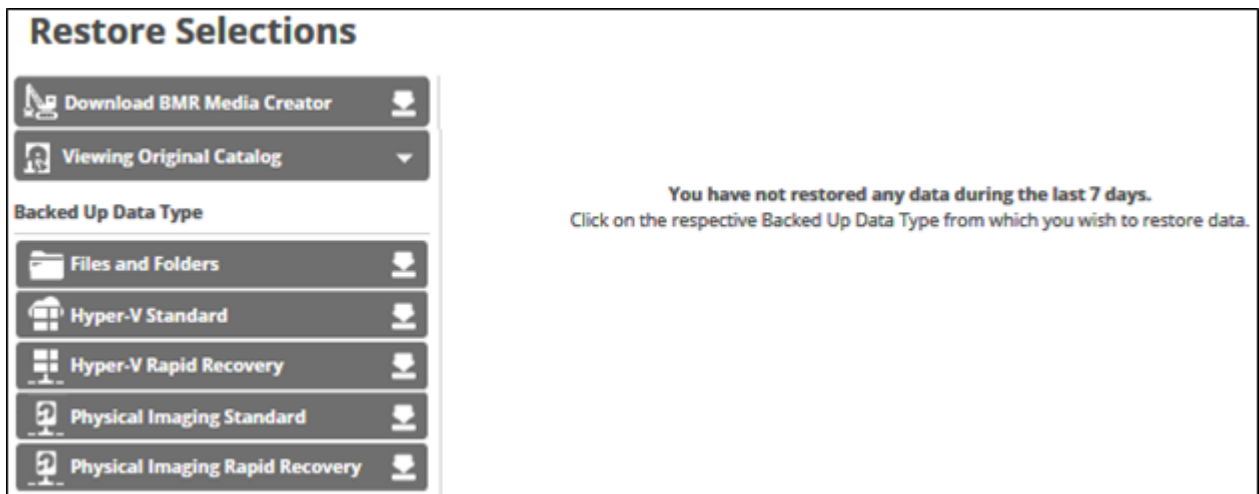 Restore Selections
Download BMR Media Creator
Viewing Original Catalog
Backed Up Data Type
Files and Folders
Hyper-V Standard
Hyper-V Rapid Recovery
Physical Imaging Standard
Physical Imaging Rapid Recovery
You have not restored any data during the last 7 days.
Click on the respective Backed Up Data Type from which you wish to restore data.